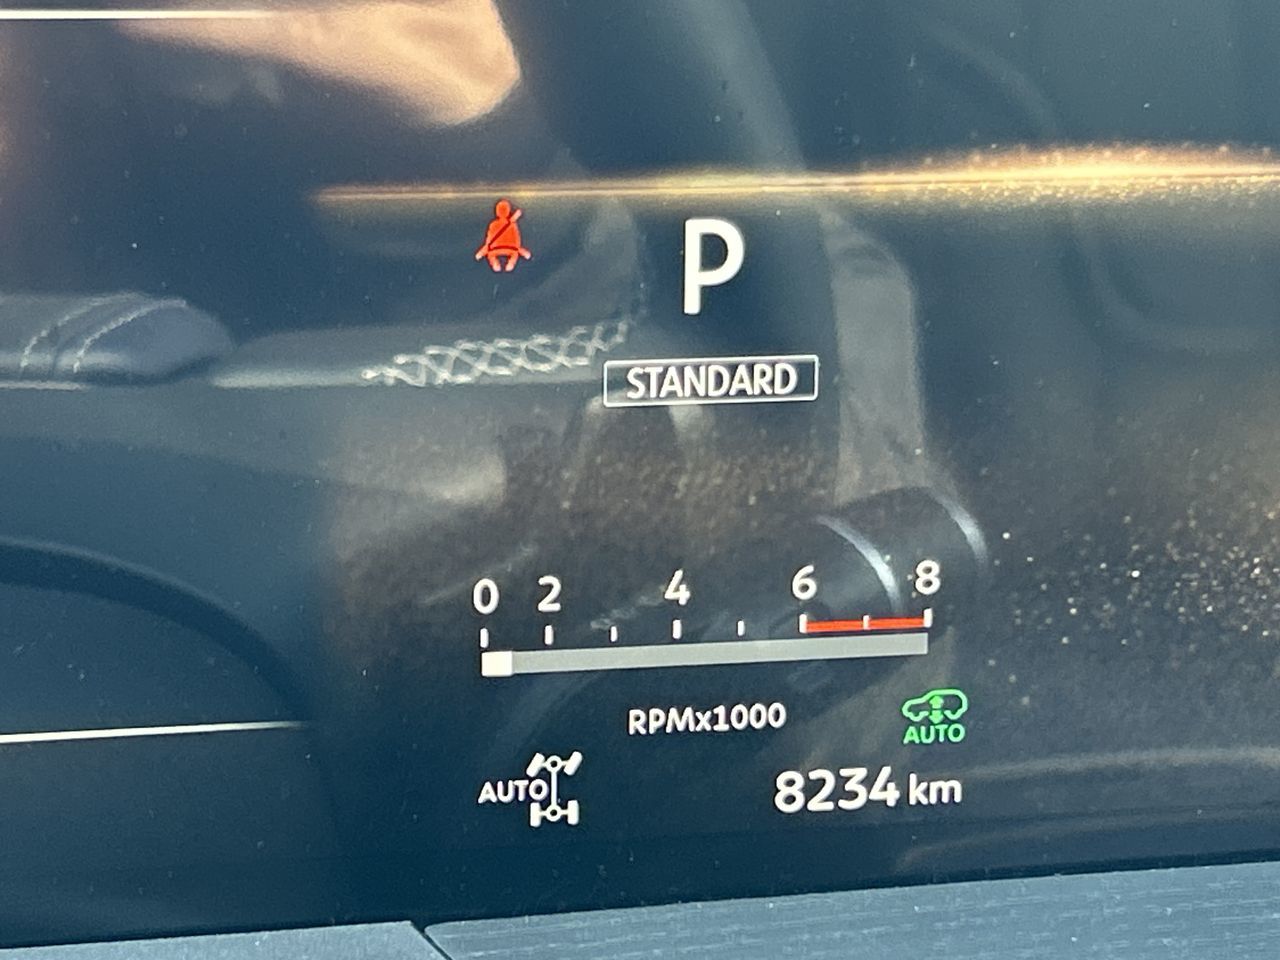 P
STANDARD
0 2 4 6 8
RPMx1000
AUTO
AUTO
8234 km